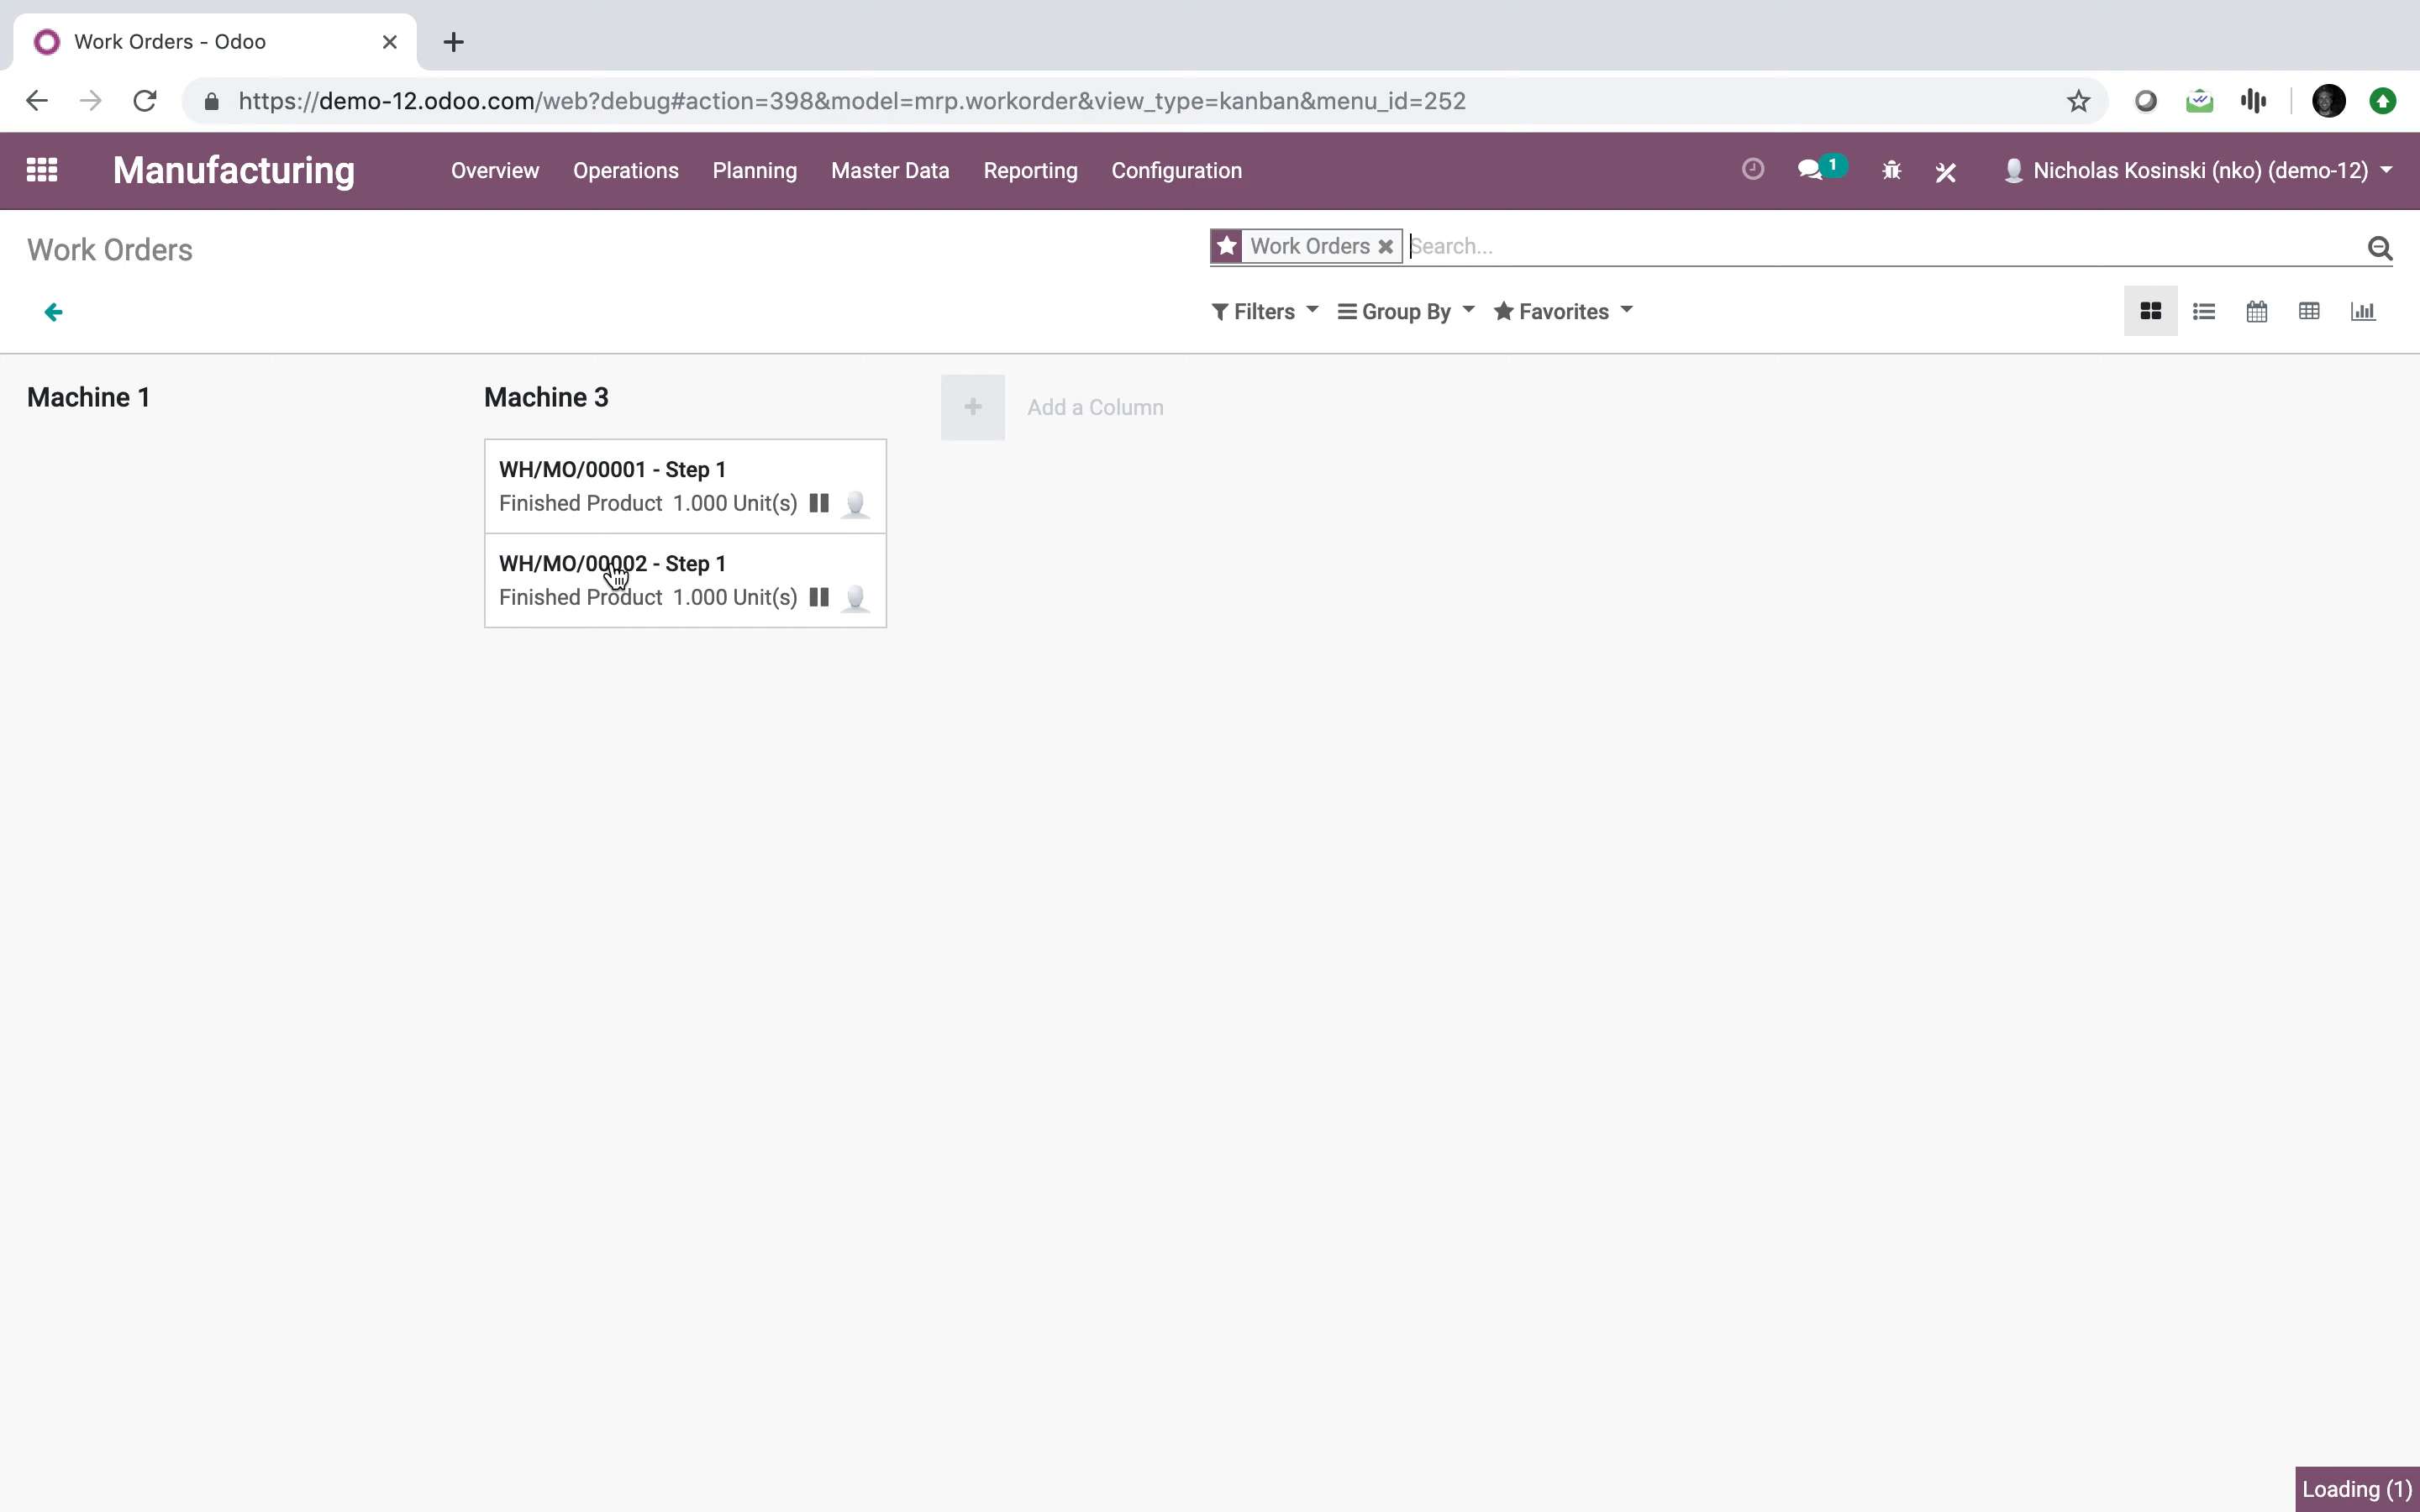 Work Orders - Odoo
https://demo-12.odoo.com/web?debug#action=398&model=mrp.workorder&view_type=kanban&menu_id=252
Manufacturing Overview Operations Planning Master Data Reporting Configuration 1 Nicholas Kosinski (nko) (demo-12)
Work Orders Work Orders Search...
Filters Group By Favorites
Machine 1 Machine 3 Add a Column
WH/MO/00001 - Step 1
Finished Product 1.000 Unit(s)
WH/MO/00002 - Step 1
Finished Product 1.000 Unit(s)
Loading (1)